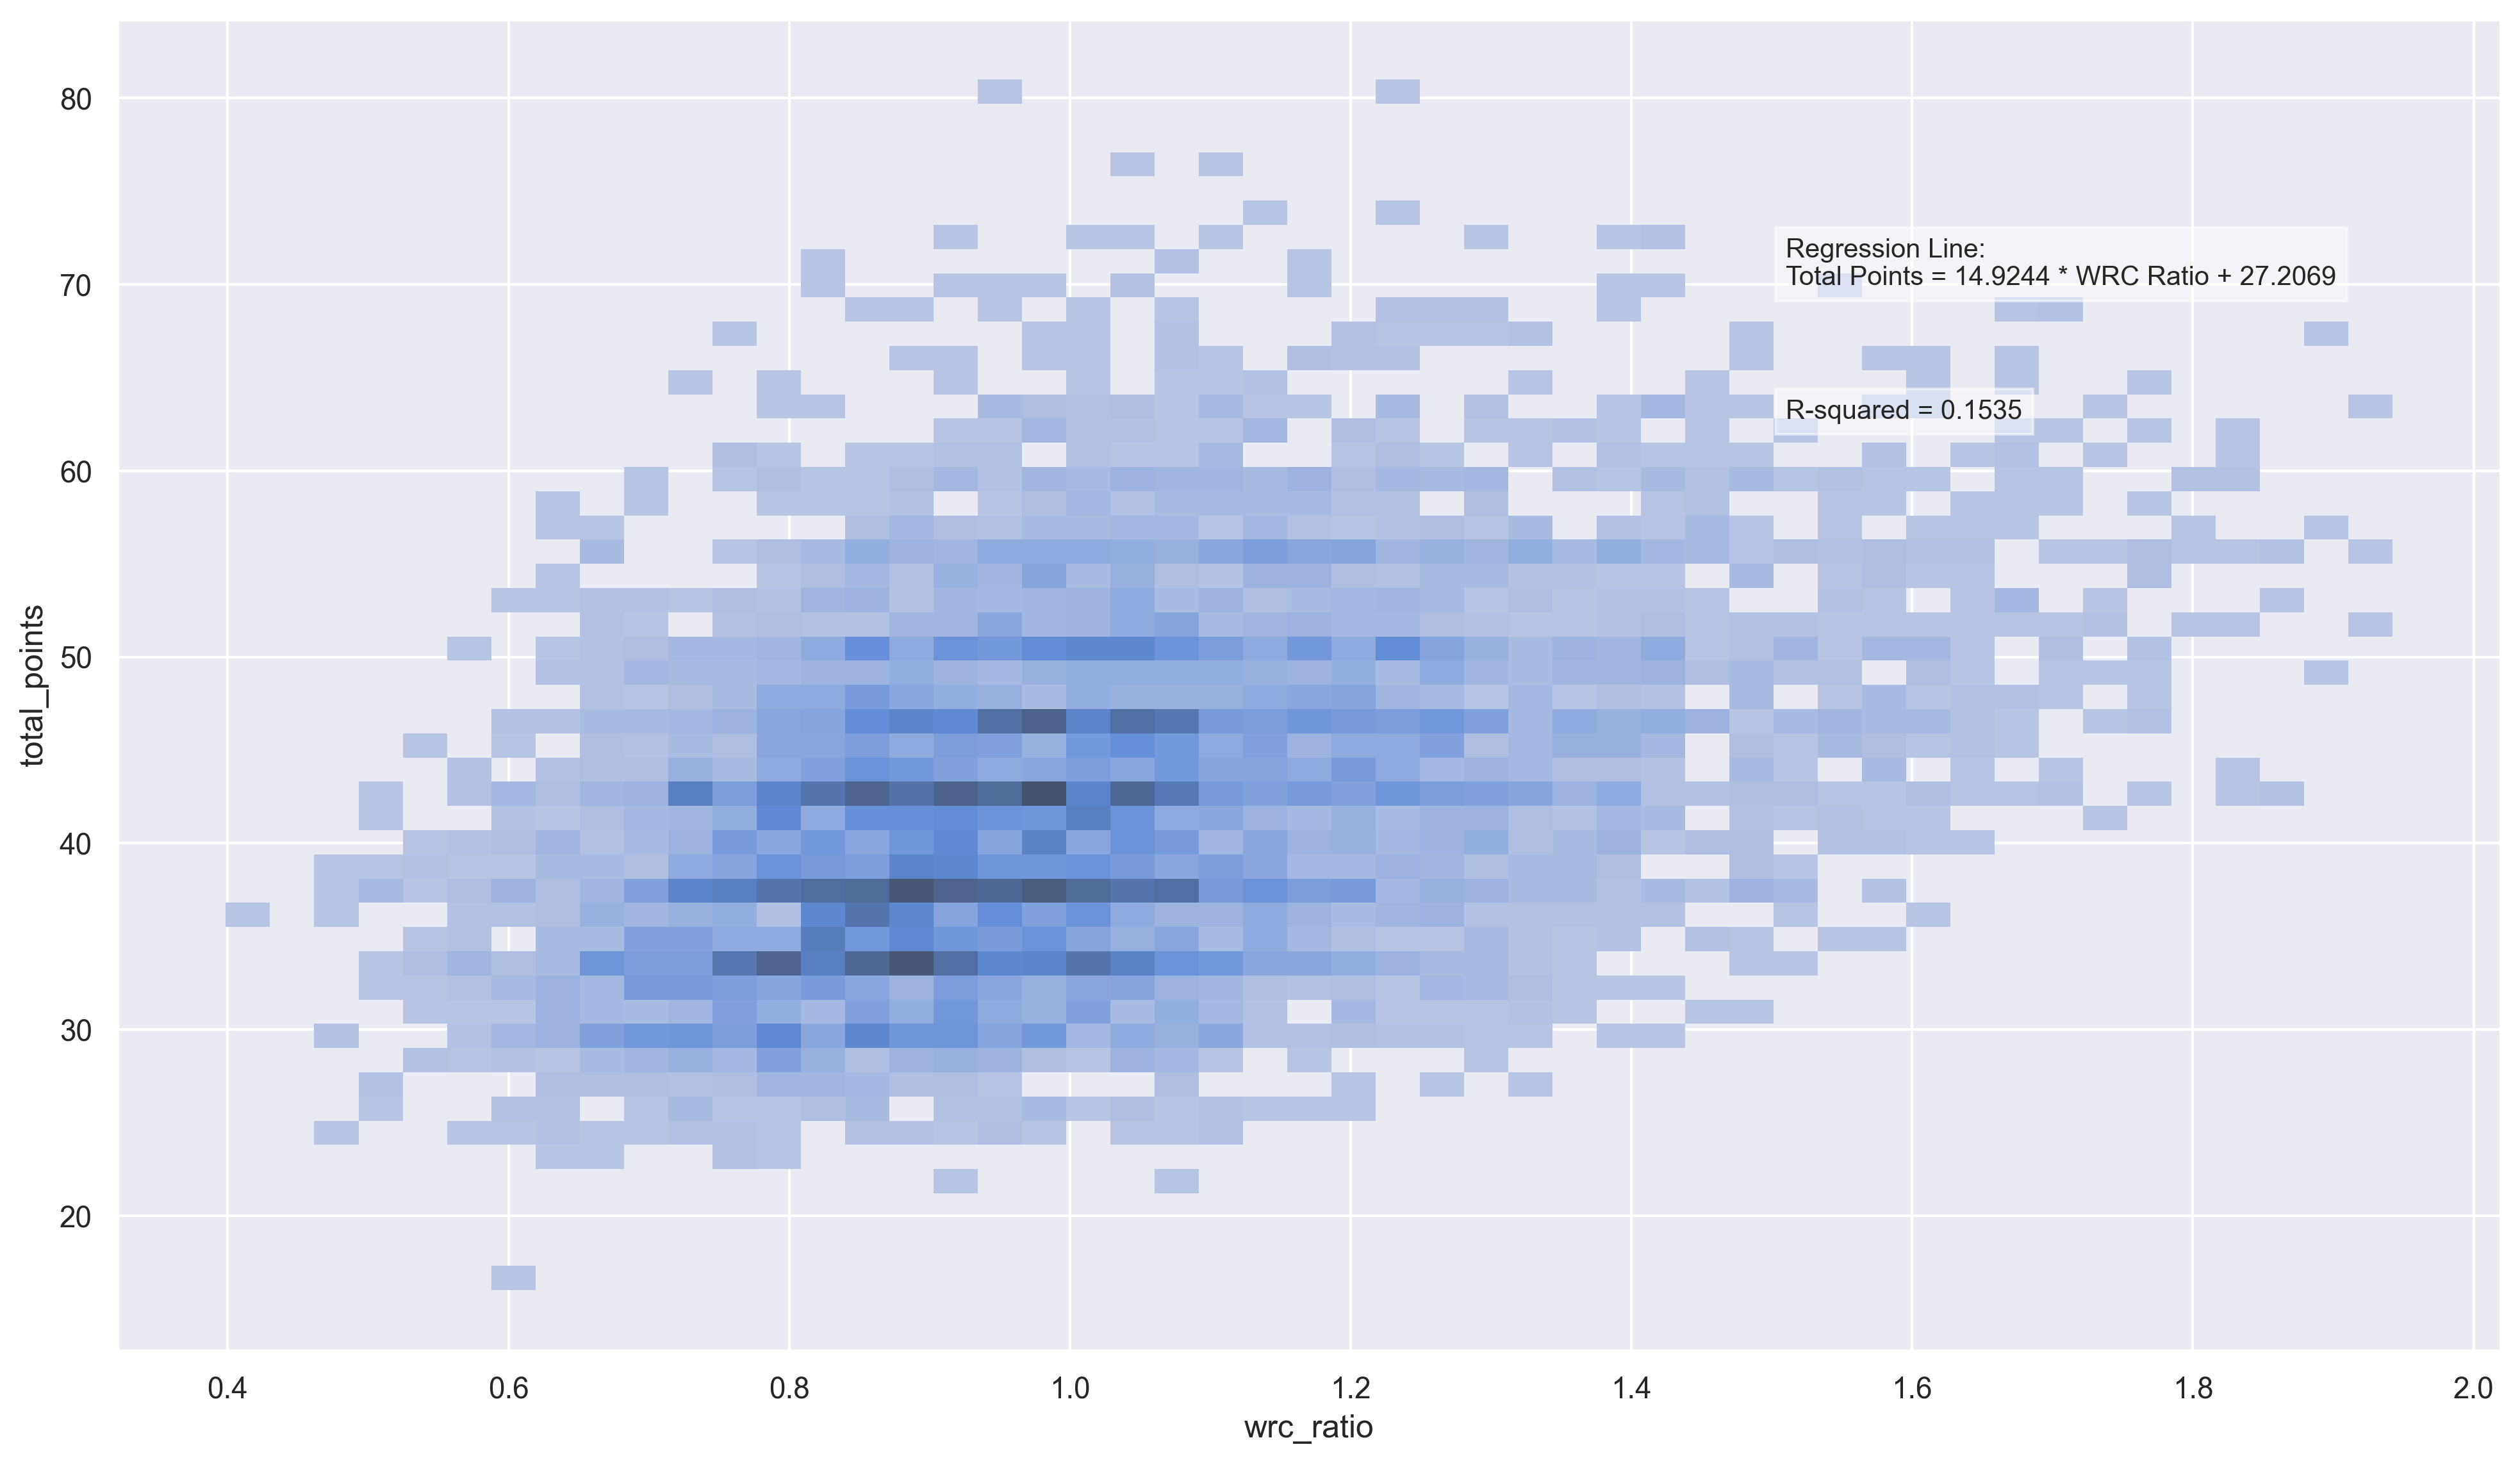 80
70
60
50
40
30
20
total_points
Regression Line:
Total Points = 14.9244 * WRC Ratio + 27.2069
R-squared = 0.1535
0.4 0.6 0.8 1.0 1.2 1.4 1.6 1.8 2.0
wrc_ratio